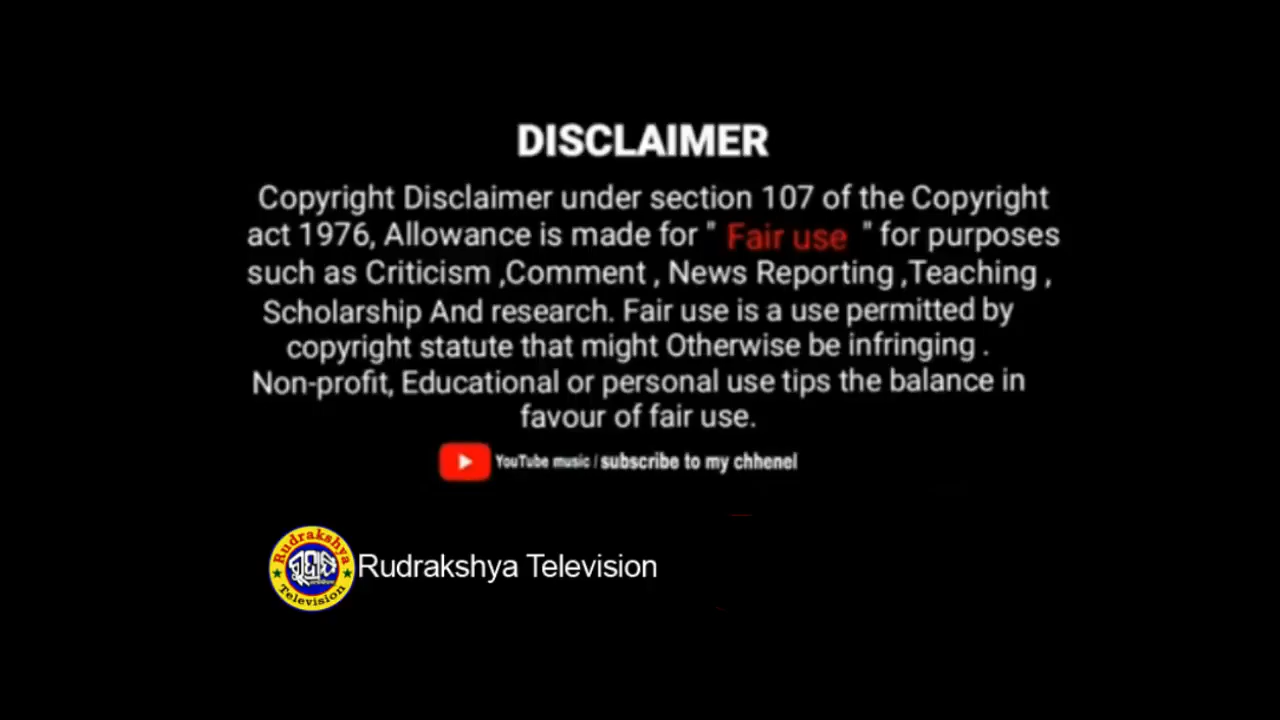 DISCLAIMER
Copyright Disclaimer under section 107 of the Copyright
act 1976, Allowance is made for " Fair use " for purposes
such as Criticism ,Comment , News Reporting ,Teaching ,
Scholarship And research. Fair use is a use permitted by
copyright statute that might Otherwise be infringing .
Non-profit, Educational or personal use tips the balance in
favour of fair use.
YouTube music / subscribe to my chhenel
Rudrakshya
ରୁଦ୍ରାକ୍ଷ
Television
Rudrakshya Television